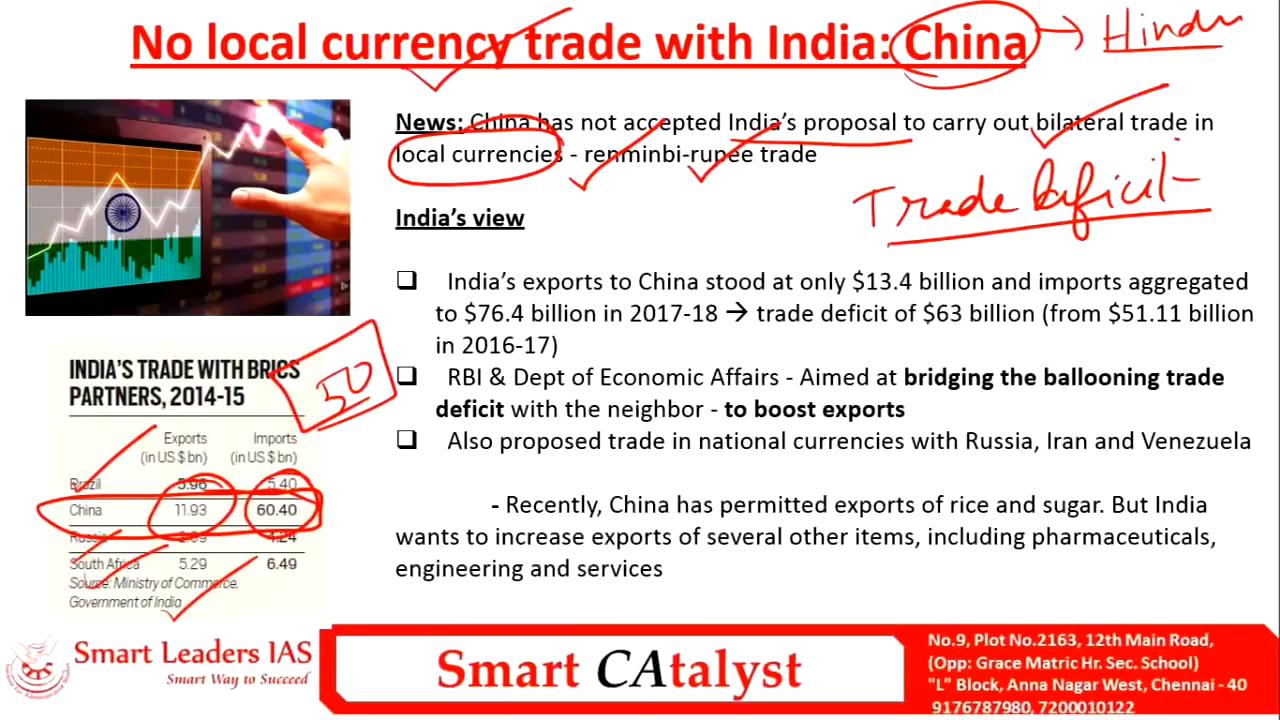 No local currency trade with India: China
Hindu
News: China has not accepted India's proposal to carry out bilateral trade in
local currencies - renminbi-rupee trade
Trade Deficit
India's view
❑ India's exports to China stood at only $13.4 billion and imports aggregated
to $76.4 billion in 2017-18 → trade deficit of $63 billion (from $51.11 billion
in 2016-17)
❑ RBI & Dept of Economic Affairs - Aimed at bridging the ballooning trade
deficit with the neighbor - to boost exports
❑ Also proposed trade in national currencies with Russia, Iran and Venezuela
- Recently, China has permitted exports of rice and sugar. But India
wants to increase exports of several other items, including pharmaceuticals,
engineering and services
INDIA'S TRADE WITH BRICS
PARTNERS, 2014-15
50
Exports Imports
(in US $ bn) (in US $ bn)
Brazil 5.96 5.40
China 11.93 60.40
Russia 4.24
South Africa 5.29 6.49
Source: Ministry of Commerce,
Government of India
Smart Leaders IAS
Smart Way to Succeed
Smart CAtalyst
No.9, Plot No.2163, 12th Main Road,
(Opp: Grace Matric Hr. Sec. School)
"L" Block, Anna Nagar West, Chennai - 40
9176787980, 7200010122